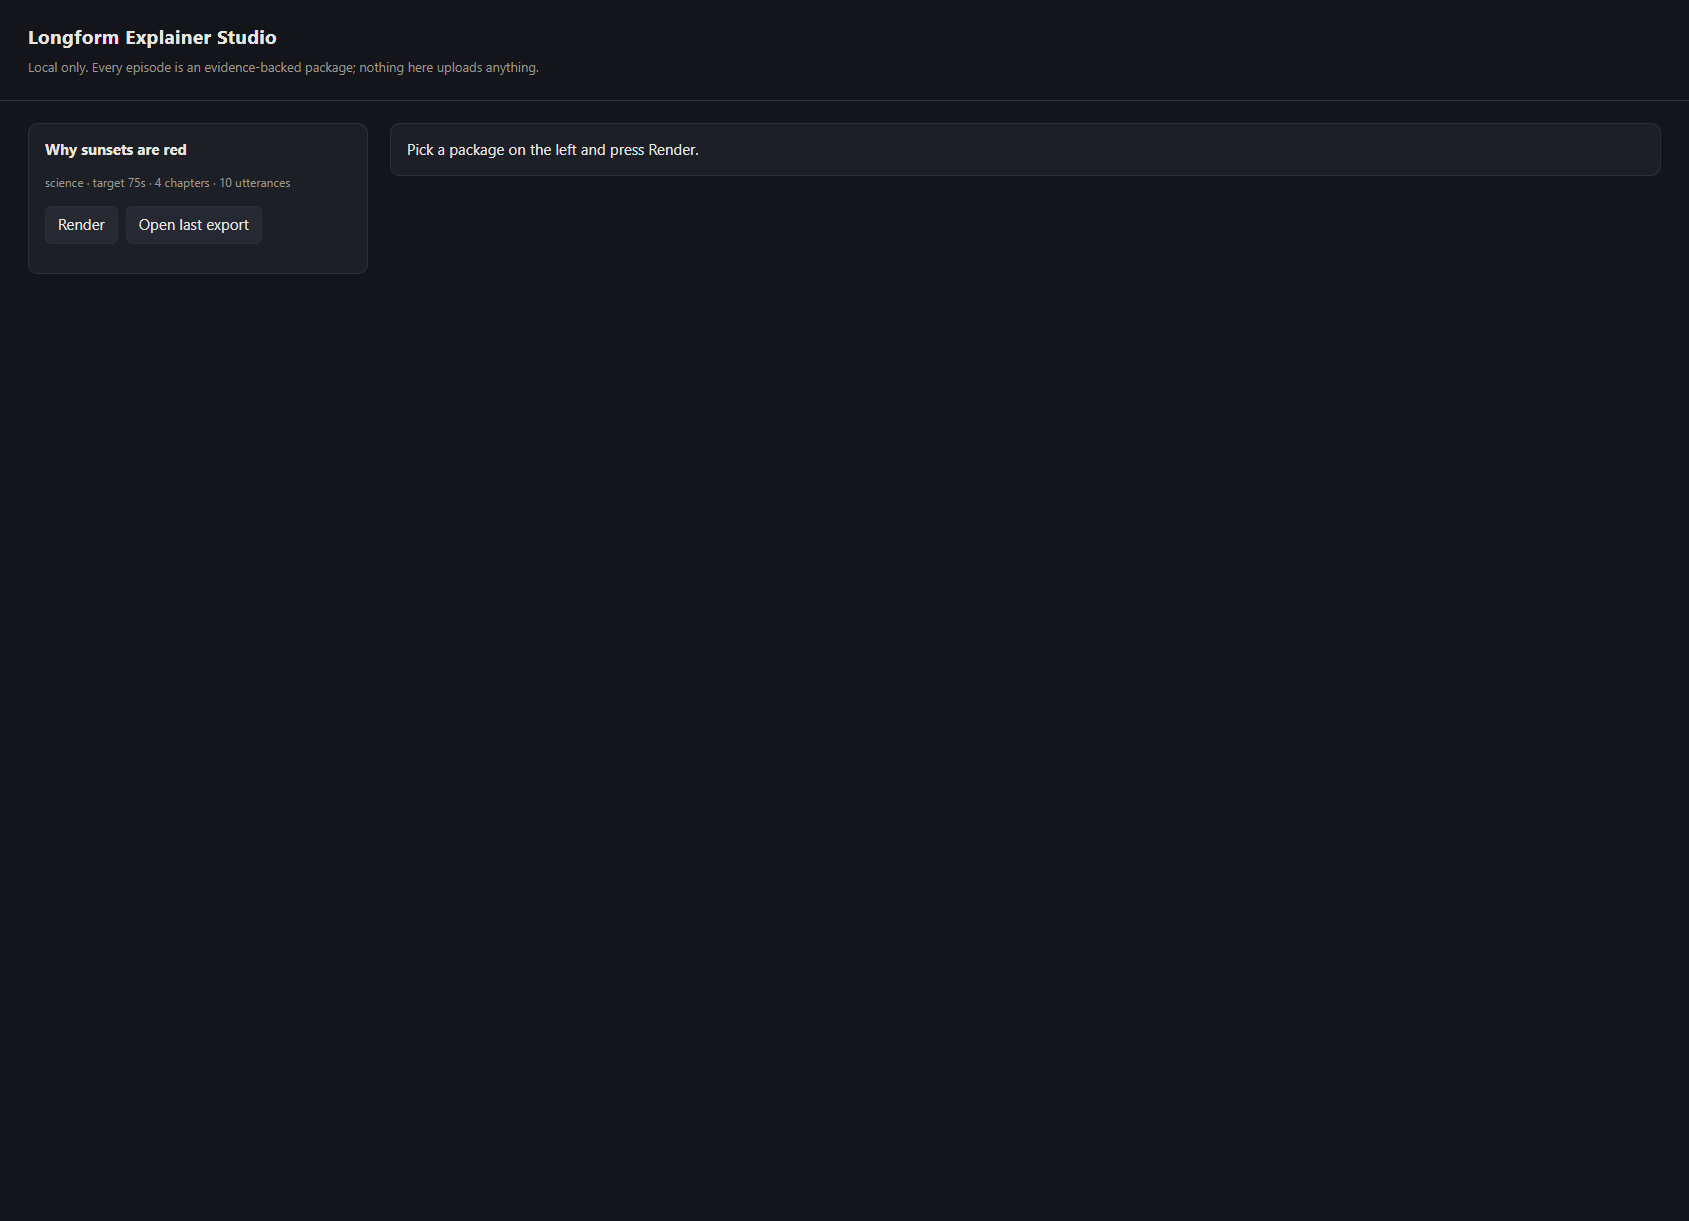 Longform Explainer Studio
Local only. Every episode is an evidence-backed package; nothing here uploads anything.
Why sunsets are red
science · target 75s · 4 chapters · 10 utterances
Render
Open last export
Pick a package on the left and press Render.